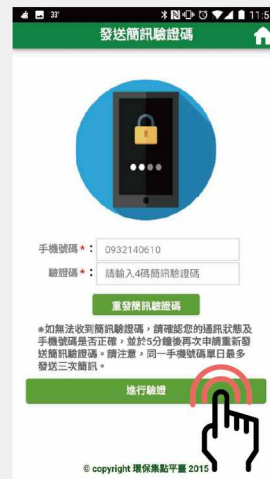 33°
11:5
發送簡訊驗證碼
手機號碼*：
0932140610
驗證碼*：
請輸入4碼簡訊驗證碼
重發簡訊驗證碼
*如無法收到簡訊驗證碼，請確認您的通訊狀態及
手機號碼是否正確，並於5分鐘後再次申請重新發
送簡訊驗證碼。請注意，同一手機號碼單日最多
發送三次簡訊。
進行驗證
© copyright 環保集點平臺 2015